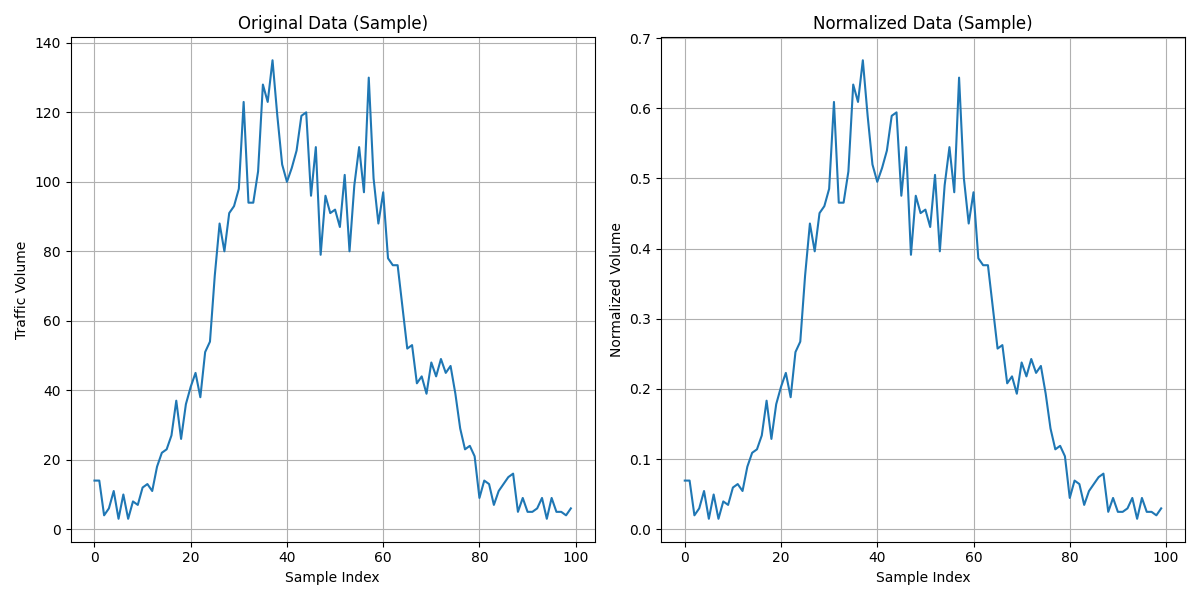 Original Data (Sample)
Traffic Volume
140
120
100
80
60
40
20
0
0 20 40 60 80 100
Sample Index
Normalized Data (Sample)
Normalized Volume
0.7
0.6
0.5
0.4
0.3
0.2
0.1
0.0
0 20 40 60 80 100
Sample Index